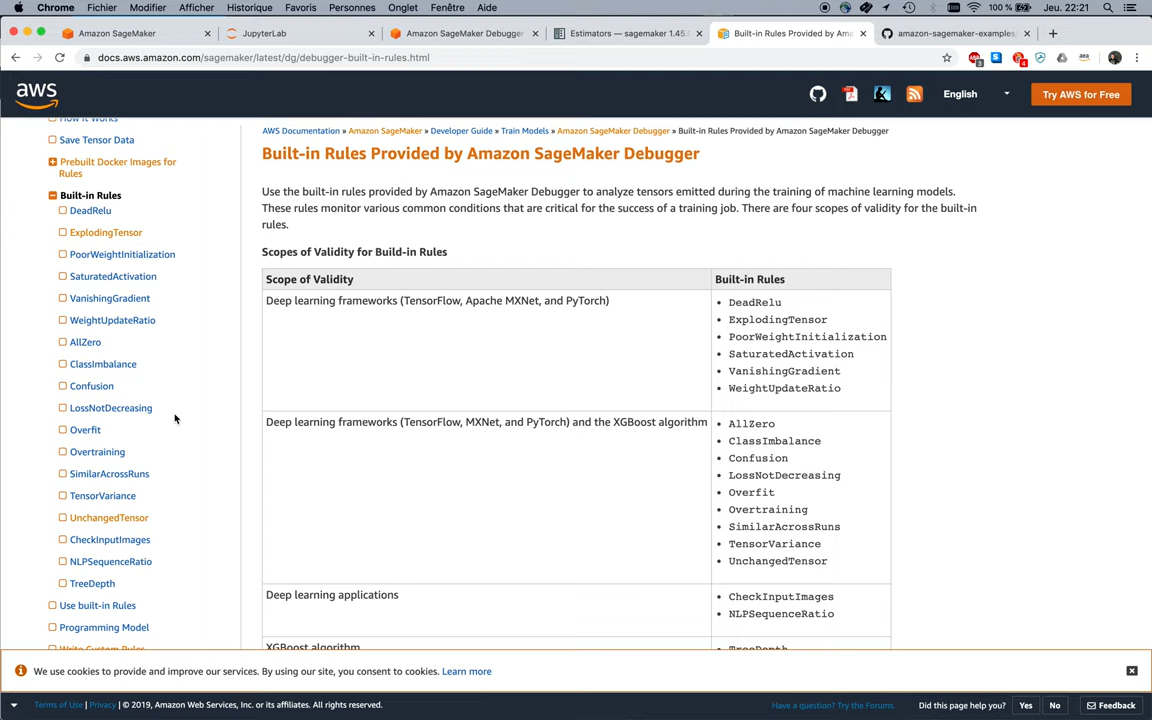 Chrome Fichier Modifier Afficher Historique Favoris Personnes Onglet Fenêtre Aide 100 % Jeu. 22:21
Amazon SageMaker JupyterLab Amazon SageMaker Debugger Estimators — sagemaker 1.45. Built-in Rules Provided by Ama amazon-sagemaker-examples
docs.aws.amazon.com/sagemaker/latest/dg/debugger-built-in-rules.html
aws English Try AWS for Free
How It Works
Save Tensor Data
Prebuilt Docker Images for
Rules
Built-in Rules
DeadRelu
ExplodingTensor
PoorWeightInitialization
SaturatedActivation
VanishingGradient
WeightUpdateRatio
AllZero
ClassImbalance
Confusion
LossNotDecreasing
Overfit
Overtraining
SimilarAcrossRuns
TensorVariance
UnchangedTensor
CheckInputImages
NLPSequenceRatio
TreeDepth
Use built-in Rules
Programming Model
Write Custom Rules
AWS Documentation » Amazon SageMaker » Developer Guide » Train Models » Amazon SageMaker Debugger » Built-in Rules Provided by Amazon SageMaker Debugger
Built-in Rules Provided by Amazon SageMaker Debugger
Use the built-in rules provided by Amazon SageMaker Debugger to analyze tensors emitted during the training of machine learning models.
These rules monitor various common conditions that are critical for the success of a training job. There are four scopes of validity for the built-in
rules.
Scopes of Validity for Build-in Rules
Scope of Validity Built-in Rules
Deep learning frameworks (TensorFlow, Apache MXNet, and PyTorch)
• DeadRelu
• ExplodingTensor
• PoorWeightInitialization
• SaturatedActivation
• VanishingGradient
• WeightUpdateRatio
Deep learning frameworks (TensorFlow, MXNet, and PyTorch) and the XGBoost algorithm
• AllZero
• ClassImbalance
• Confusion
• LossNotDecreasing
• Overfit
• Overtraining
• SimilarAcrossRuns
• TensorVariance
• UnchangedTensor
Deep learning applications
• CheckInputImages
• NLPSequenceRatio
XGBoost algorithm
• TreeDepth
We use cookies to provide and improve our services. By using our site, you consent to cookies. Learn more
Terms of Use | Privacy | © 2019, Amazon Web Services, Inc. or its affiliates. All rights reserved. Have a question? Try the Forums. Did this page help you? Yes No Feedback